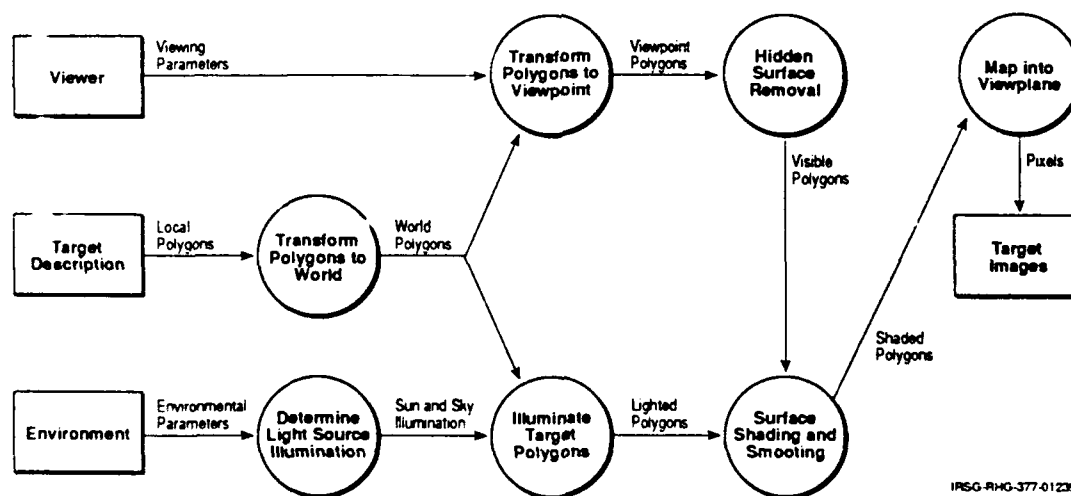 Viewer
Viewing
Parameters
Transform
Polygons to
Viewpoint
Viewpoint
Polygons
Hidden
Surface
Removal
Map into
Viewplane
Visible
Polygons
Pixels
Target
Description
Local
Polygons
Transform
Polygons to
World
World
Polygons
Target
Images
Shaded
Polygons
Environment
Environmental
Parameters
Determine
Light Source
Illumination
Sun and Sky
Illumination
Illuminate
Target
Polygons
Lighted
Polygons
Surface
Shading and
Smooting
IRSG-RHG-377-01239